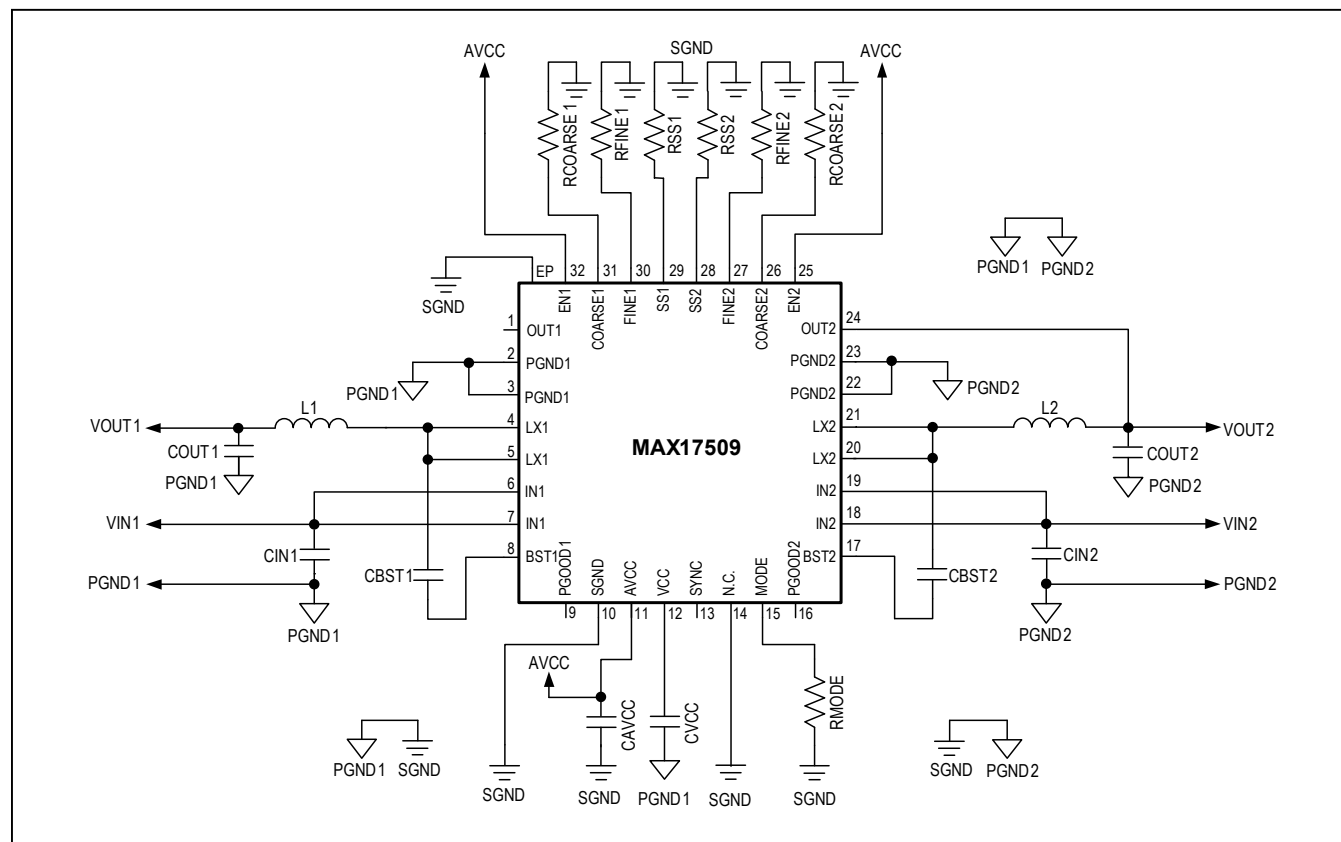 AVCC
SGND
AVCC
RCOARSE1
RFINE1
RSS1
RSS2
RFINE2
RCOARSE2
PGND1
PGND2
SGND
EP
32
31
30
29
28
27
26
25
EN1
COARSE1
FINE1
SS1
SS2
FINE2
COARSE2
EN2
1
OUT1
OUT2
24
2
PGND1
PGND2
23
PGND1
3
PGND1
PGND2
22
PGND2
VOUT1
L1
4
LX1
MAX17509
LX2
21
L2
VOUT2
COUT1
5
LX1
LX2
20
COUT2
PGND1
PGND2
6
IN1
IN2
19
VIN1
7
IN1
IN2
18
VIN2
CIN1
8
BST1
BST2
17
CIN2
PGND1
CBST1
CBST2
PGND2
PGND1
PGND2
PGOOD1
SGND
AVCC
VCC
SYNC
N.C.
MODE
PGOOD2
9
10
11
12
13
14
15
16
AVCC
CAVCC
CVCC
RMODE
PGND1
SGND
SGND
SGND
PGND1
SGND
SGND
SGND
PGND2